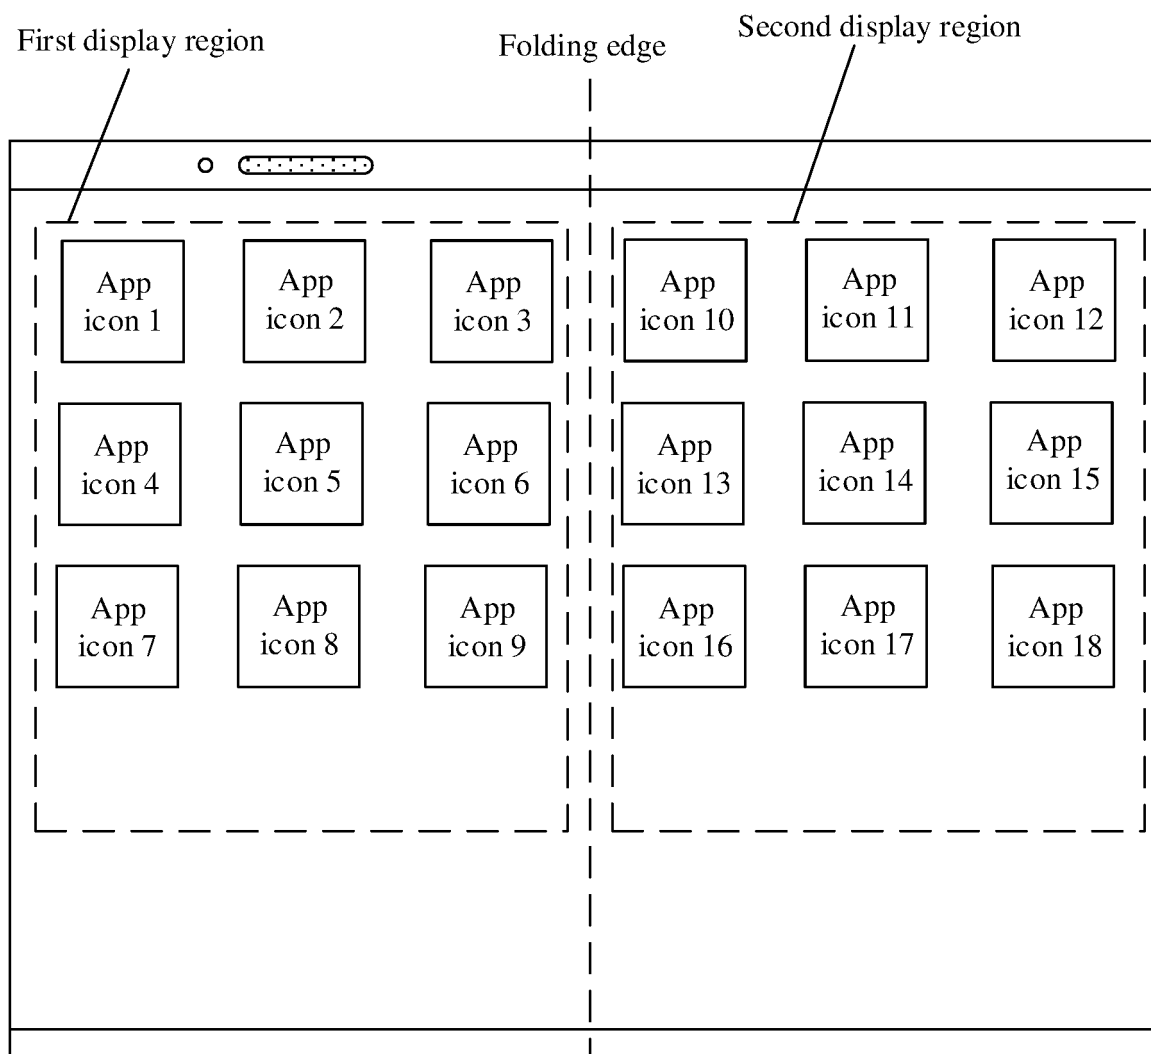 First display region
Folding edge
Second display region
App
icon 1
App
icon 2
App
icon 3
App
icon 10
App
icon 11
App
icon 12
App
icon 4
App
icon 5
App
icon 6
App
icon 13
App
icon 14
App
icon 15
App
icon 7
App
icon 8
App
icon 9
App
icon 16
App
icon 17
App
icon 18